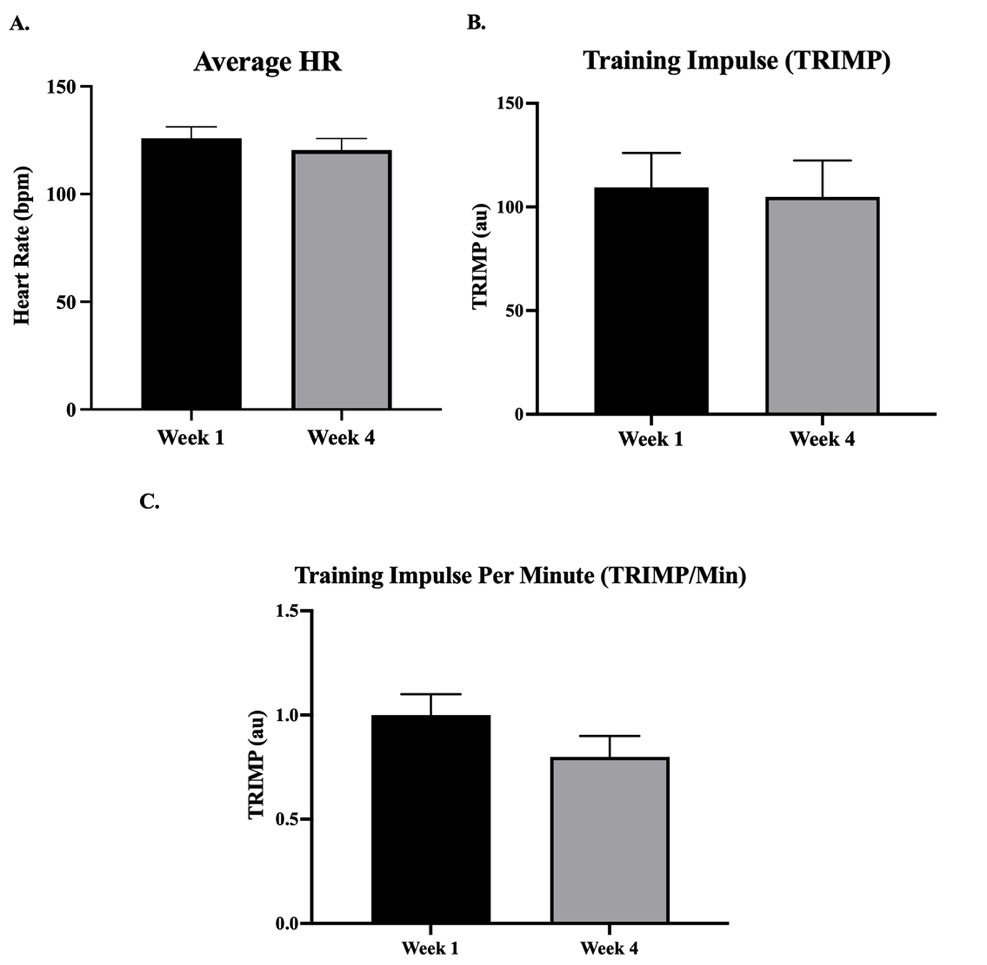 A.
Average HR
150
100
50
0
Heart Rate (bpm)
Week 1
Week 4
B.
Training Impulse (TRIMP)
150
100
50
0
TRIMP (au)
Week 1
Week 4
C.
Training Impulse Per Minute (TRIMP/Min)
1.5
1.0
0.5
0.0
TRIMP (au)
Week 1
Week 4